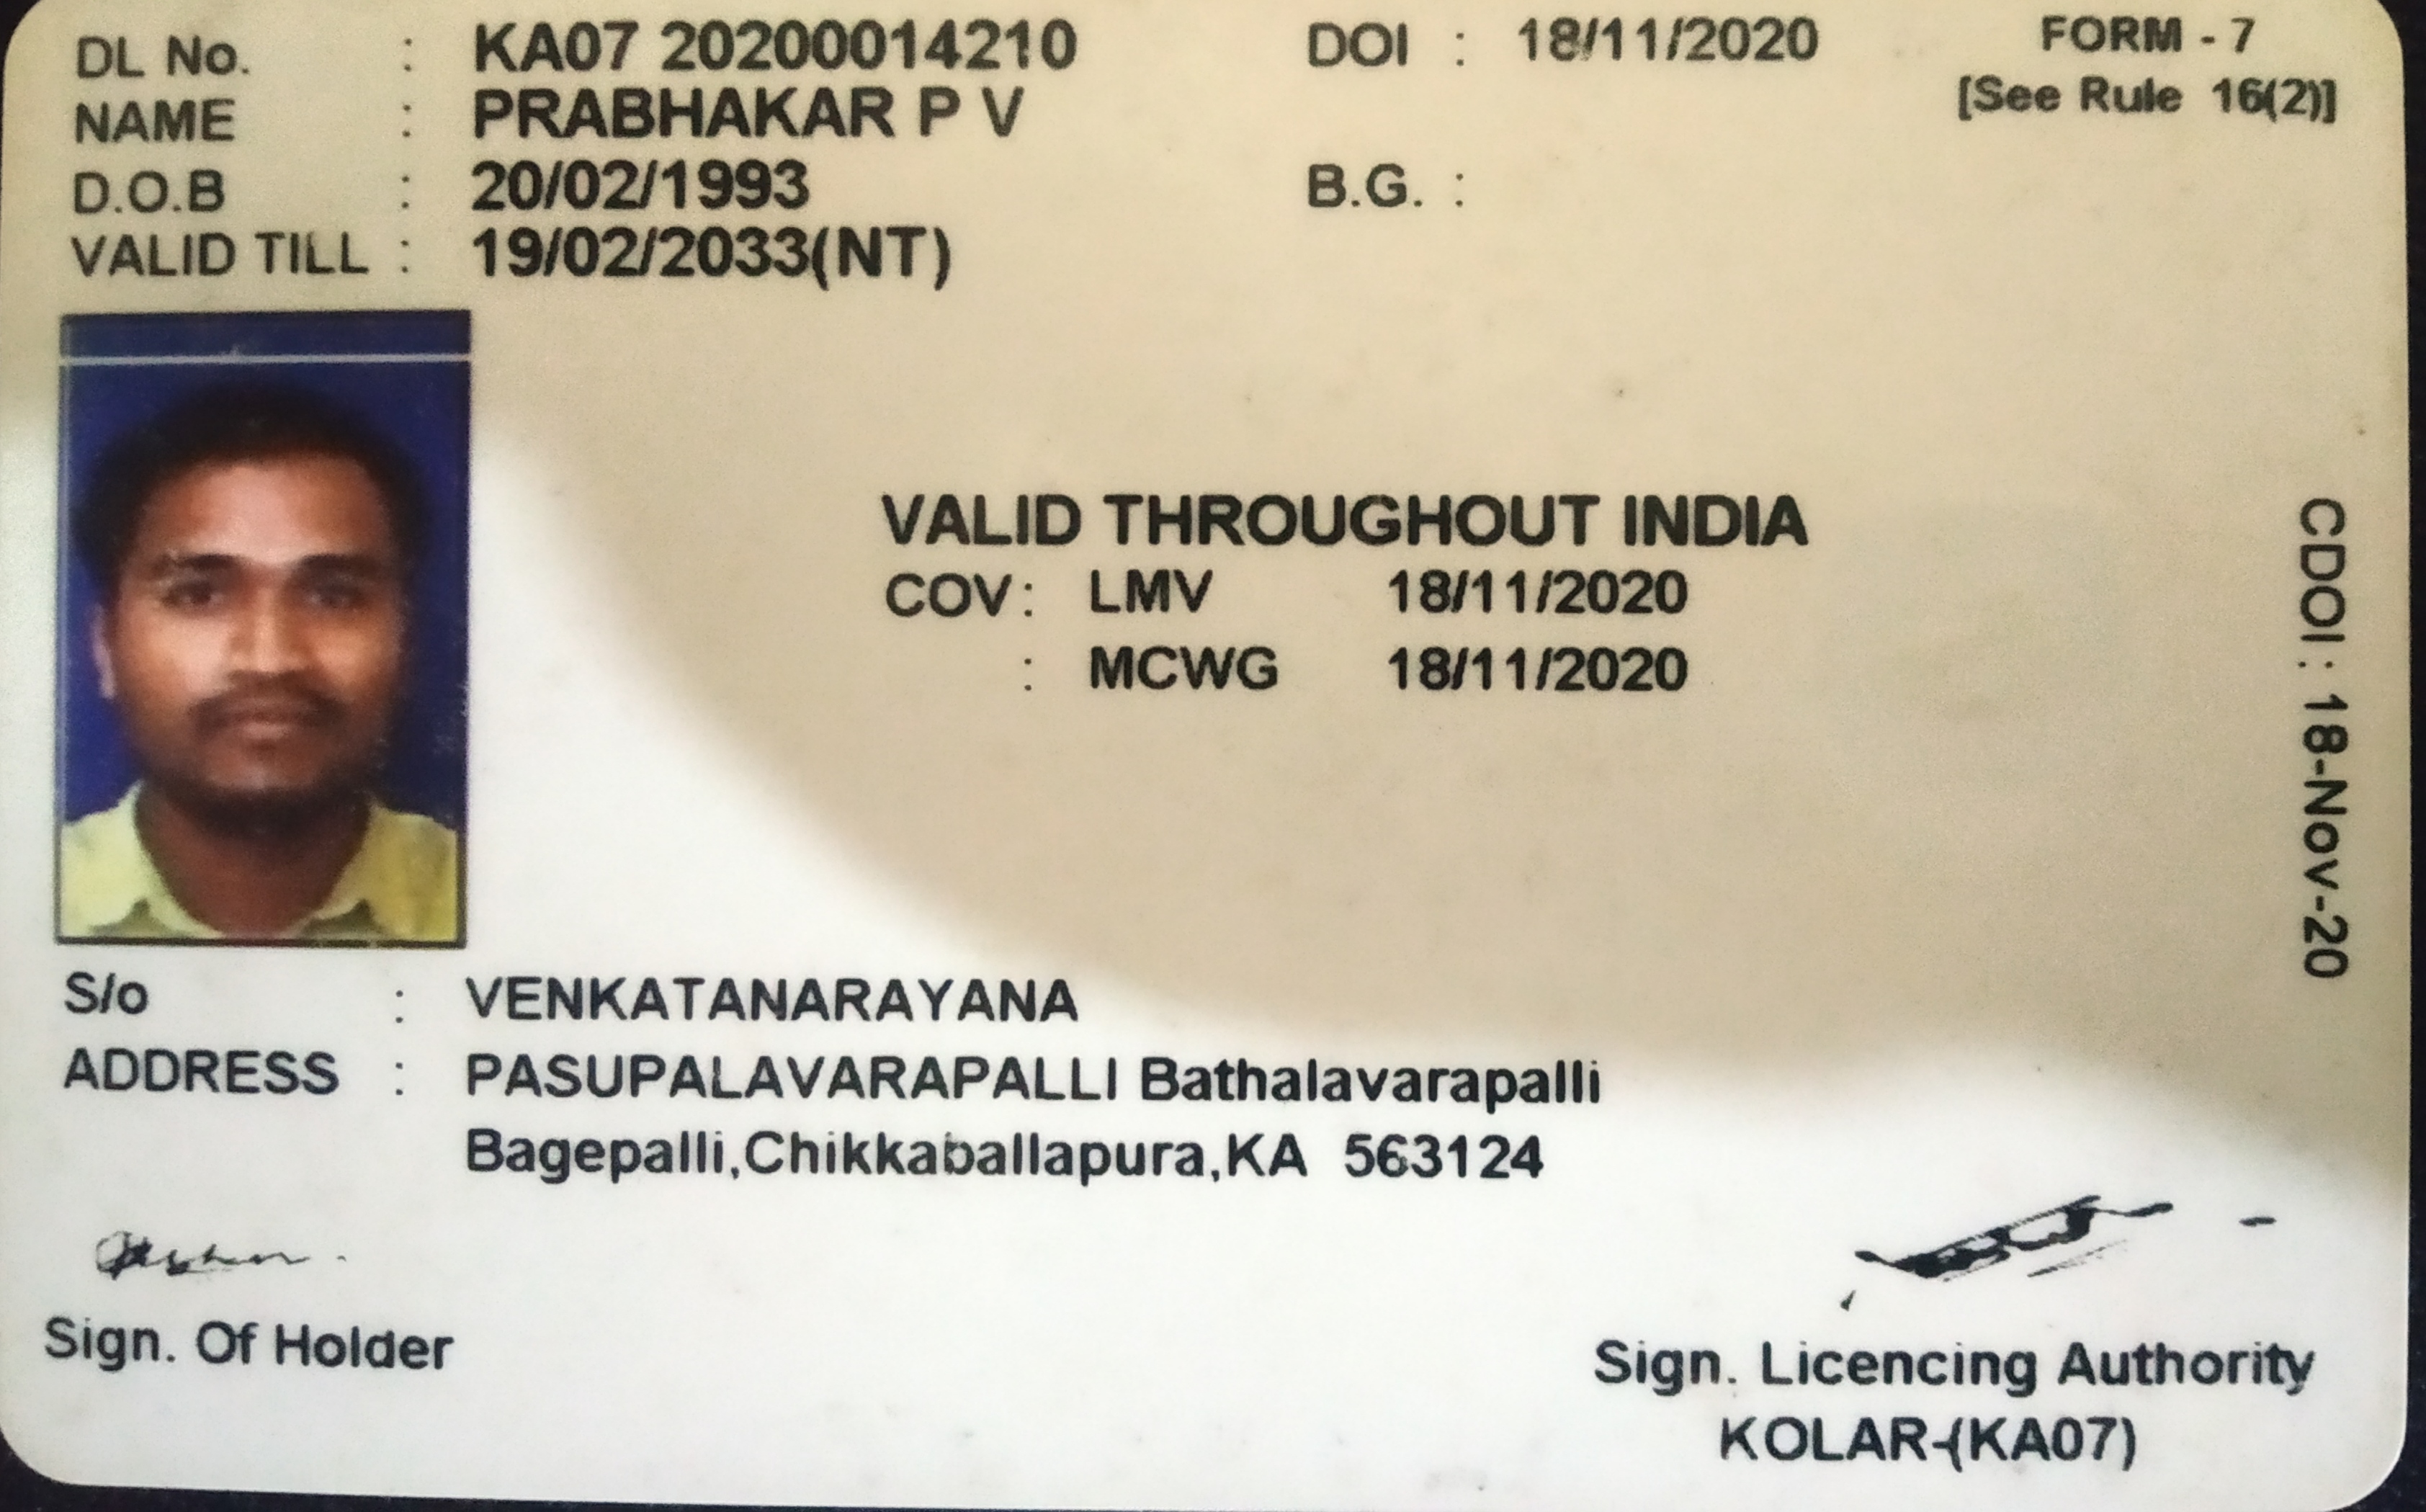 DL No. : KA07 20200014210 DOI : 18/11/2020 FORM - 7
[See Rule 16(2)]
NAME : PRABHAKAR P V
D.O.B : 20/02/1993 B.G. :
VALID TILL : 19/02/2033(NT)
VALID THROUGHOUT INDIA
COV : LMV 18/11/2020
: MCWG 18/11/2020
CDOI : 18-Nov-20
S/o : VENKATANARAYANA
ADDRESS : PASUPALAVARAPALLI Bathalavarapalli
Bagepalli,Chikkaballapura,KA 563124
Sign. Of Holder
Sign. Licencing Authority
KOLAR-(KA07)